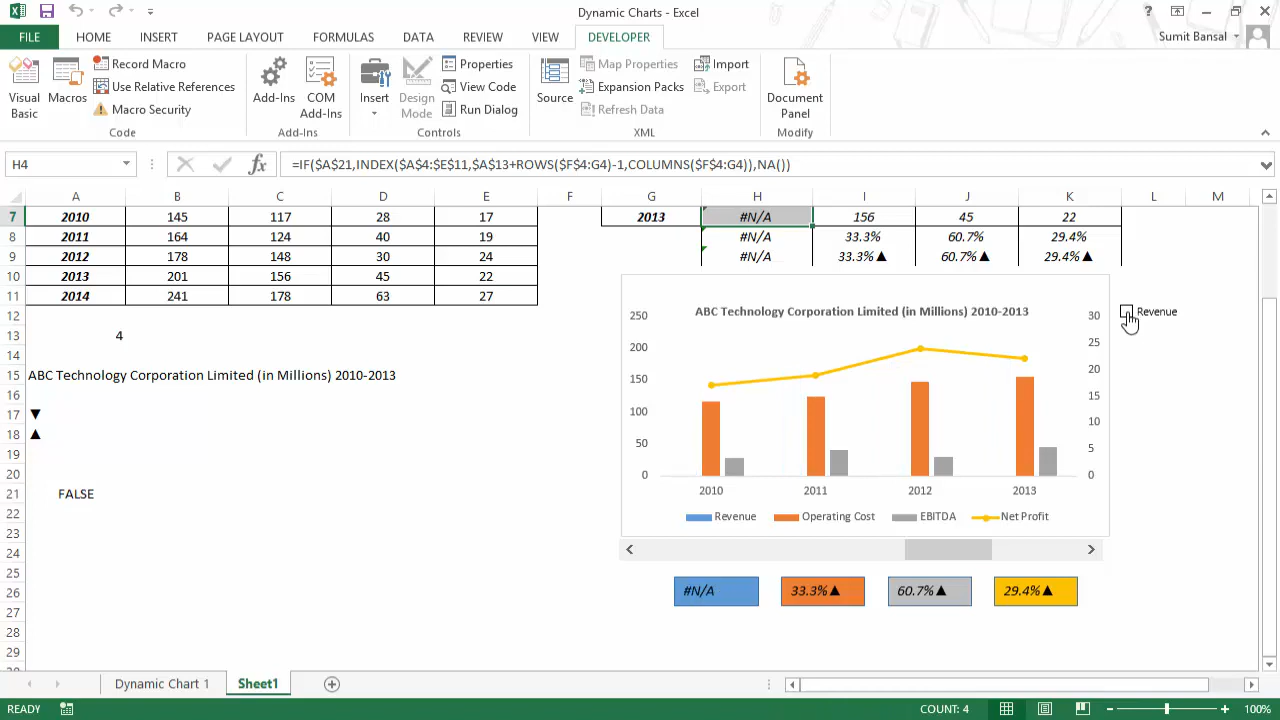 Dynamic Charts - Excel
?
FILE HOME INSERT PAGE LAYOUT FORMULAS DATA REVIEW VIEW DEVELOPER Sumit Bansal
Visual Basic
Macros
Record Macro
Use Relative References
Macro Security
Code
Add-Ins
COM Add-Ins
Add-Ins
Insert
Design Mode
Properties
View Code
Run Dialog
Controls
Source
Map Properties
Expansion Packs
Refresh Data
Import
Export
XML
Document Panel
Modify
H4 fx =IF($A$21,INDEX($A$4:$E$11,$A$13+ROWS($F$4:G4)-1,COLUMNS($F$4:G4)),NA())
A B C D E F G H I J K L M
7 2010 145 117 28 17 2013 #N/A 156 45 22
8 2011 164 124 40 19 #N/A 33.3% 60.7% 29.4%
9 2012 178 148 30 24 #N/A 33.3%▲ 60.7%▲ 29.4%▲
10 2013 201 156 45 22
11 2014 241 178 63 27
12
13 4
14
15 ABC Technology Corporation Limited (in Millions) 2010-2013
16
17 ▼
18 ▲
19
20
21 FALSE
22
23
24
25
26
27
28
29
ABC Technology Corporation Limited (in Millions) 2010-2013
250 30
200 25
150 20
100 15
50 10
0 5
0
2010 2011 2012 2013
Revenue Operating Cost EBITDA Net Profit
Revenue
#N/A 33.3%▲ 60.7%▲ 29.4%▲
Dynamic Chart 1 Sheet1
READY COUNT: 4 100%